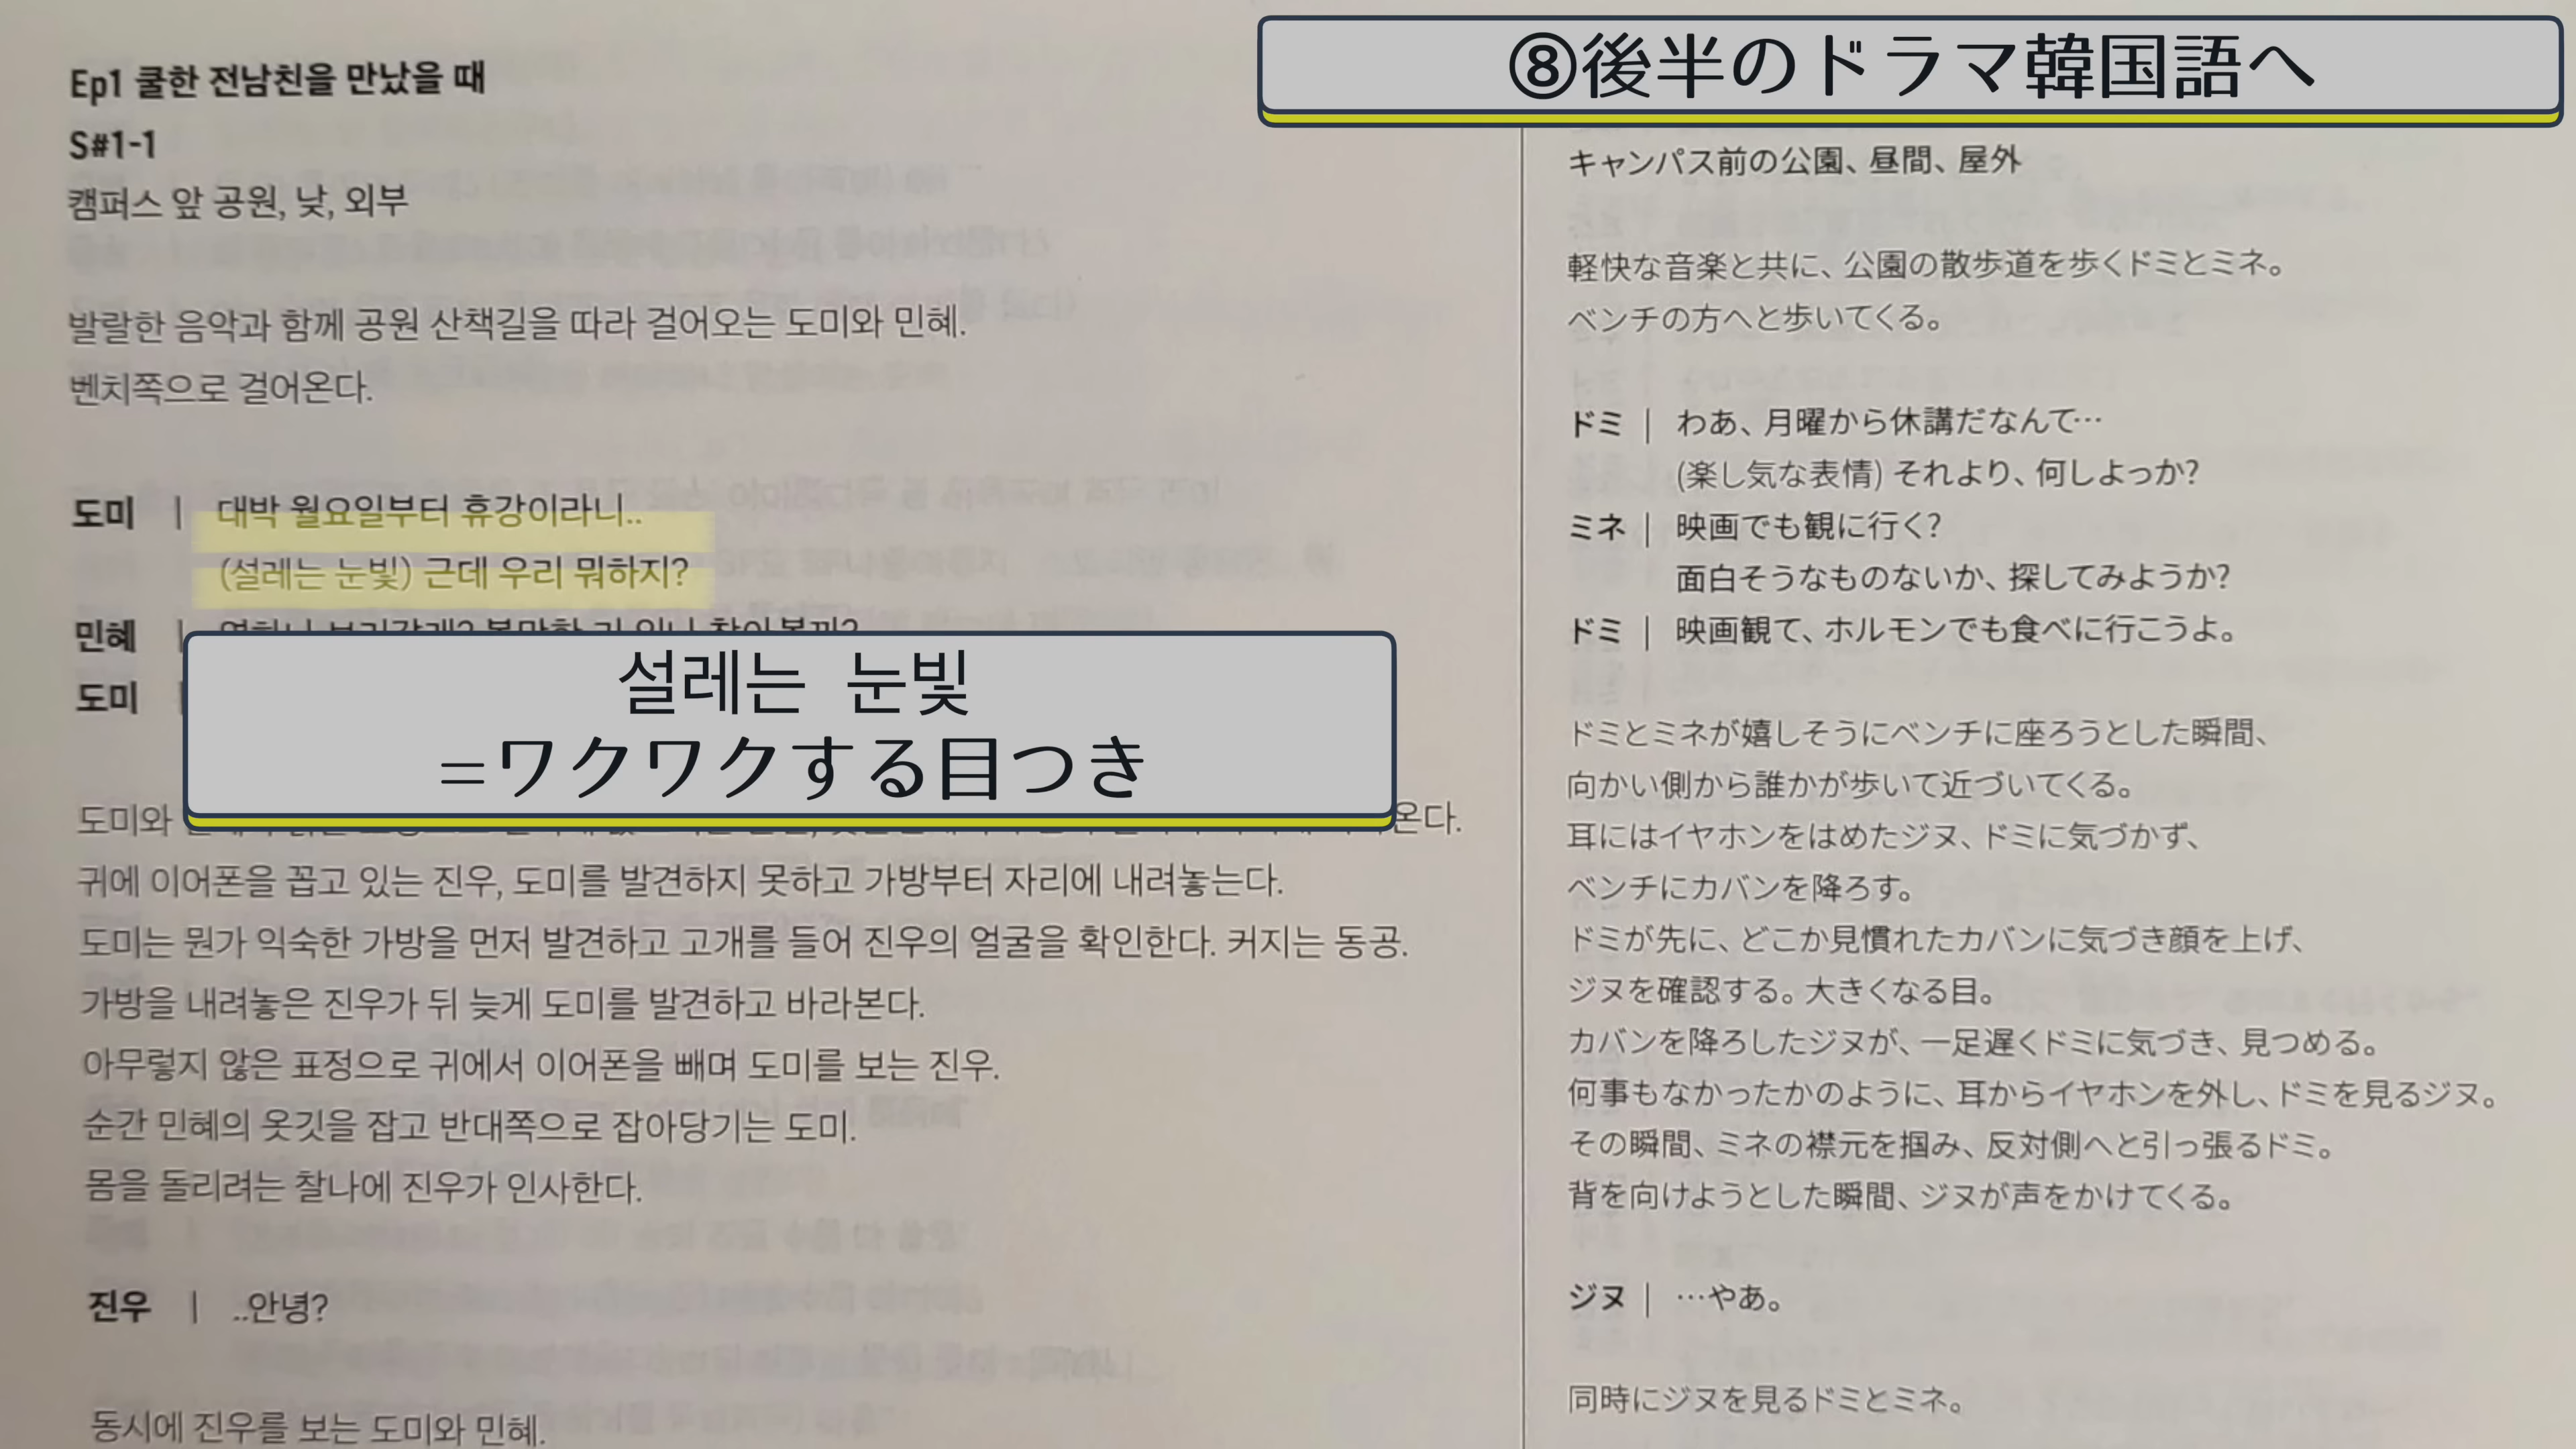 ⑧後半のドラマ韓国語へ
Ep1 쿨한 전남친을 만났을 때
S#1-1
캠퍼스 앞 공원, 낮, 외부
발랄한 음악과 함께 공원 산책길을 따라 걸어오는 도미와 민혜.
벤치쪽으로 걸어온다.
도미 | 대박 월요일부터 휴강이라니..
(설레는 눈빛) 근데 우리 뭐하지?
민혜 |
도미
설레는 눈빛
=ワクワクする目つき
도미와
온다.
귀에 이어폰을 꼽고 있는 진우, 도미를 발견하지 못하고 가방부터 자리에 내려놓는다.
도미는 뭔가 익숙한 가방을 먼저 발견하고 고개를 들어 진우의 얼굴을 확인한다. 커지는 동공.
가방을 내려놓은 진우가 뒤 늦게 도미를 발견하고 바라본다.
아무렇지 않은 표정으로 귀에서 이어폰을 빼며 도미를 보는 진우.
순간 민혜의 옷깃을 잡고 반대쪽으로 잡아당기는 도미.
몸을 돌리려는 찰나에 진우가 인사한다.
진우 | ..안녕?
동시에 진우를 보는 도미와 민혜.
キャンパス前の公園、昼間、屋外
軽快な音楽と共に、公園の散歩道を歩くドミとミネ。
ベンチの方へと歩いてくる。
ドミ | わあ、月曜から休講だなんて…
(楽し気な表情) それより、何しよっか?
ミネ | 映画でも観に行く?
面白そうなものないか、探してみようか?
ドミ | 映画観て、ホルモンでも食べに行こうよ。
ドミとミネが嬉しそうにベンチに座ろうとした瞬間、
向かい側から誰かが歩いて近づいてくる。
耳にはイヤホンをはめたジヌ、ドミに気づかず、
ベンチにカバンを降ろす。
ドミが先に、どこか見慣れたカバンに気づき顔を上げ、
ジヌを確認する。大きくなる目。
カバンを降ろしたジヌが、一足遅くドミに気づき、見つめる。
何事もなかったかのように、耳からイヤホンを外し、ドミを見るジヌ。
その瞬間、ミネの襟元を掴み、反対側へと引っ張るドミ。
背を向けようとした瞬間、ジヌが声をかけてくる。
ジヌ | …やあ。
同時にジヌを見るドミとミネ。